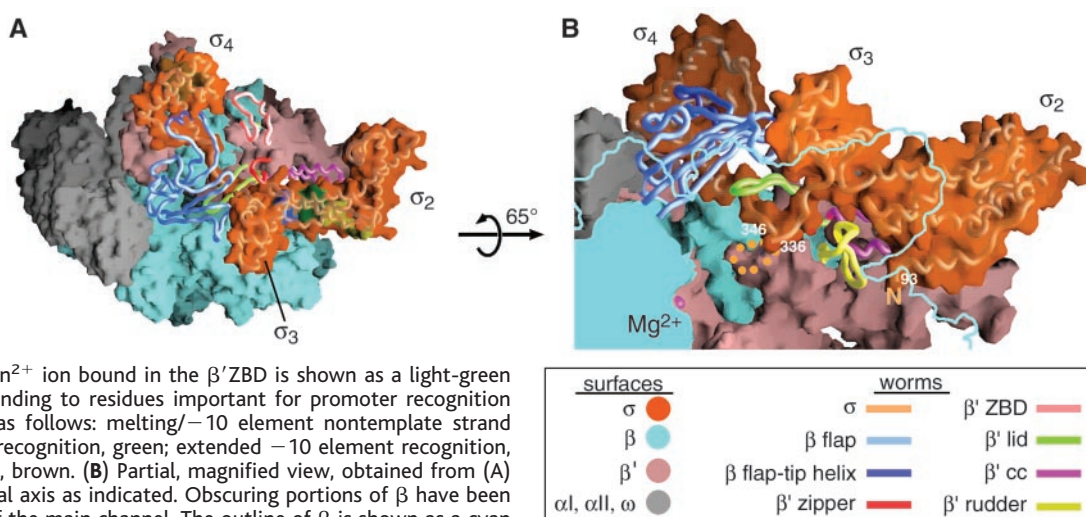 A
B
σ4
σ4
σ3
σ2
σ2
65°
346
336
93
N
σ3
Mg2+
n2+ ion bound in the β′ZBD is shown as a light-green
nding to residues important for promoter recognition
as follows: melting/−10 element nontemplate strand
recognition, green; extended −10 element recognition,
, brown. (B) Partial, magnified view, obtained from (A)
al axis as indicated. Obscuring portions of β have been
f the main channel. The outline of β is shown as a cyan
surfaces
worms
σ
σ
β′ ZBD
β
β flap
β′ lid
β′
β flap-tip helix
β′ cc
αI, αII, ω
β′ zipper
β′ rudder